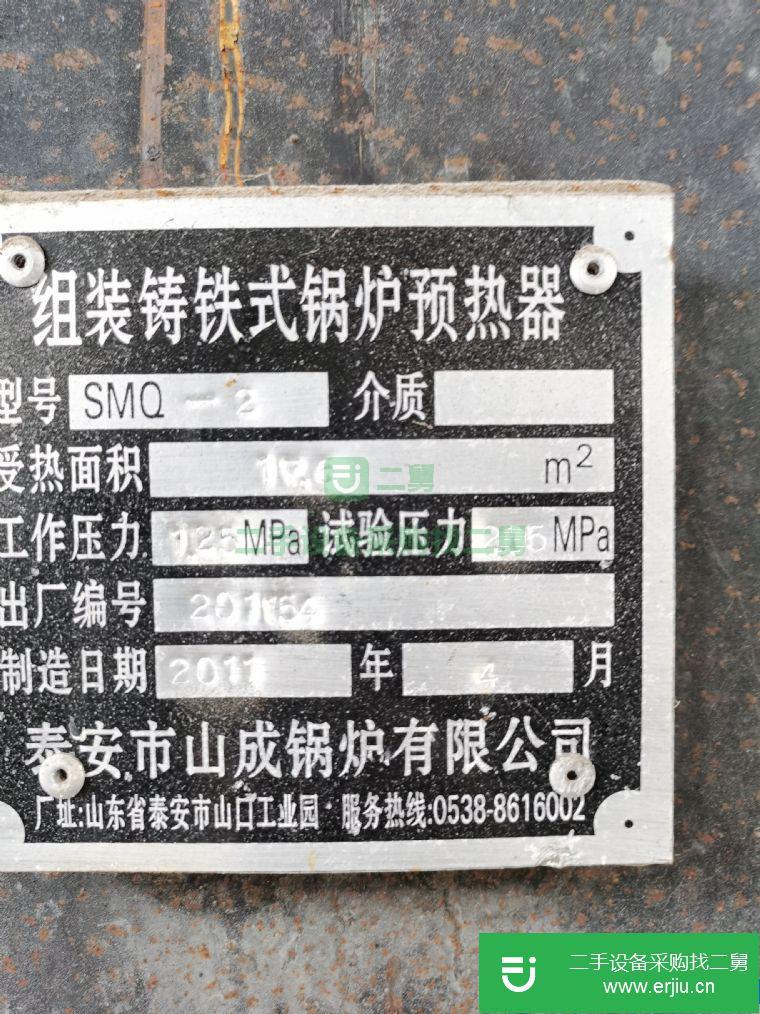 组装铸铁式锅炉预热器
型号 SMQ -2 介质
受热面积 m²
工作压力 MPa 试验压力 MPa
出厂编号
制造日期 2011 年 4 月
泰安市山成锅炉有限公司
厂址:山东省泰安市山口工业园 服务热线:0538-8616002
二舅
二手设备采购找二舅
www.erjiu.cn